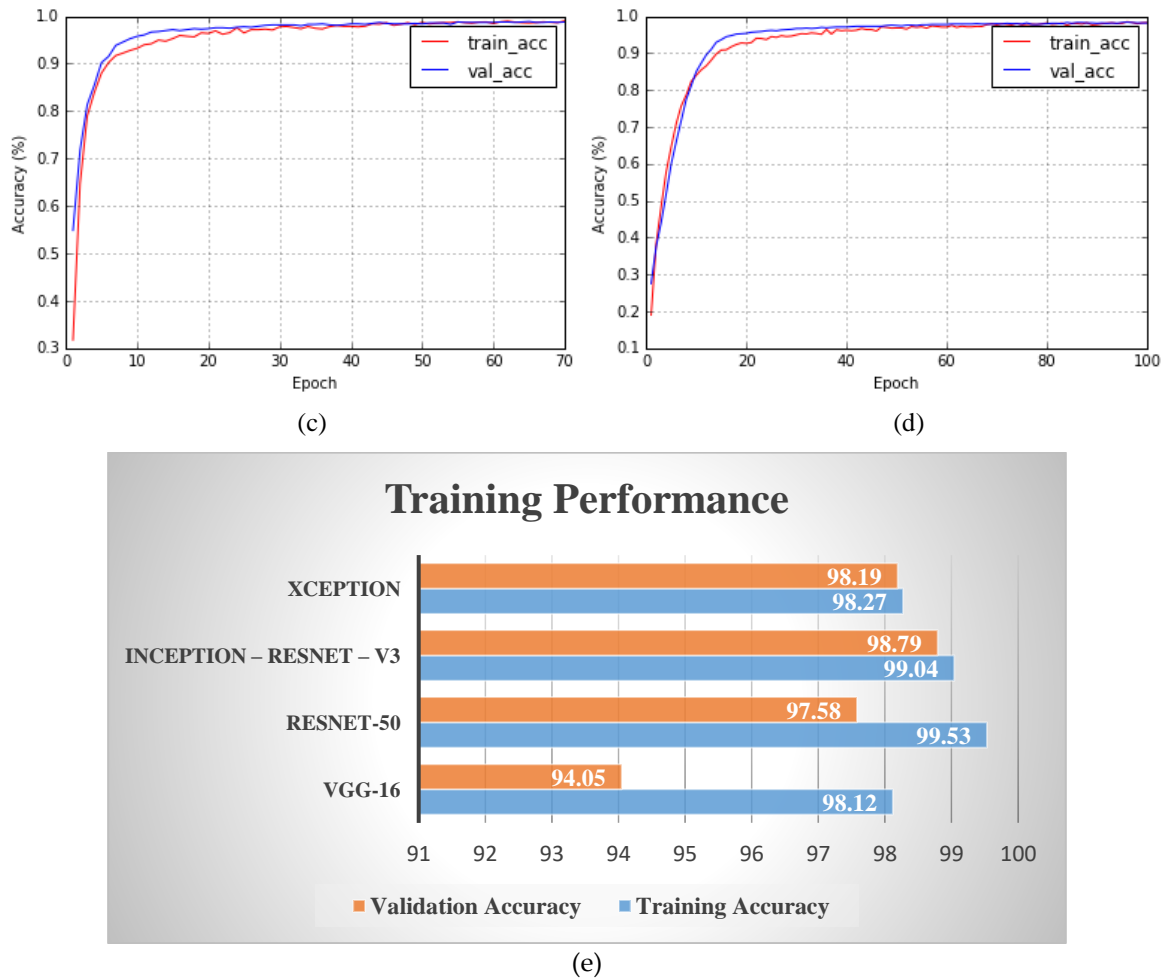 1.0
0.9
0.8
0.7
0.6
0.5
0.4
0.3
Accuracy (%)
train_acc
val_acc
0 10 20 30 40 50 60 70
Epoch
(c)
1.0
0.9
0.8
0.7
0.6
0.5
0.4
0.3
0.2
0.1
Accuracy (%)
train_acc
val_acc
0 20 40 60 80 100
Epoch
(d)
Training Performance
XCEPTION
98.19
98.27
INCEPTION – RESNET – V3
98.79
99.04
RESNET-50
97.58
99.53
VGG-16
94.05
98.12
91 92 93 94 95 96 97 98 99 100
Validation Accuracy Training Accuracy
(e)